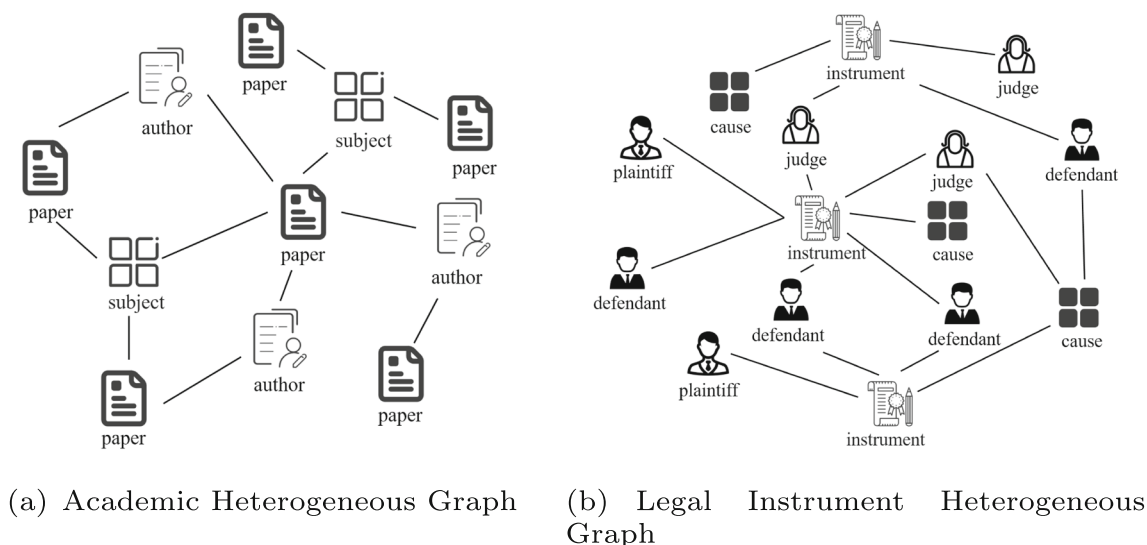 paper
author
subject
paper
paper
paper
author
subject
author
paper
paper
(a) Academic Heterogeneous Graph
instrument
judge
cause
judge
plaintiff
judge
defendant
instrument
cause
defendant
defendant
defendant
cause
plaintiff
instrument
(b) Legal Instrument Heterogeneous
Graph